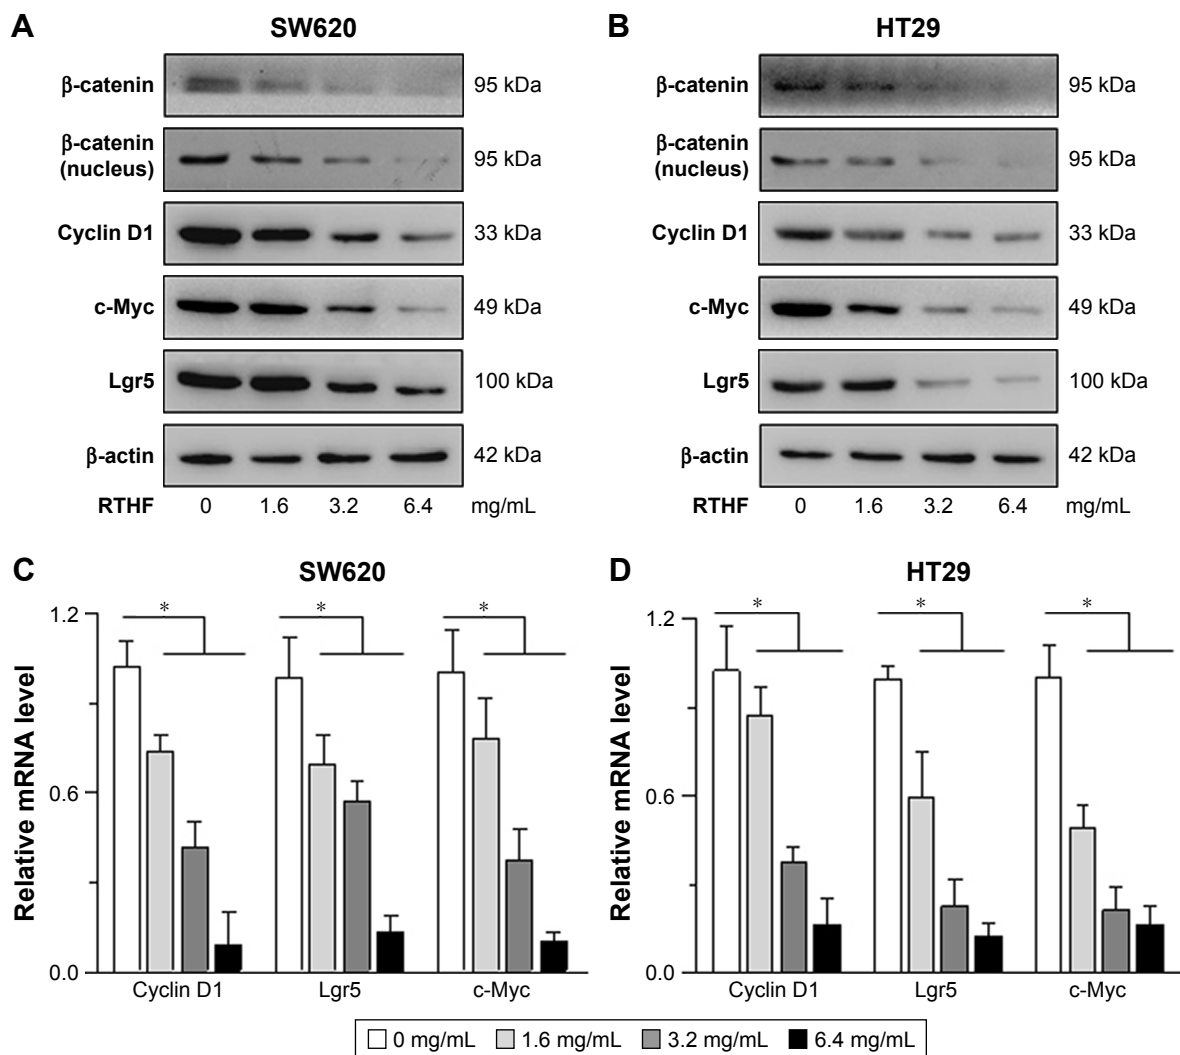 A
SW620
β-catenin
95 kDa
β-catenin
(nucleus)
95 kDa
Cyclin D1
33 kDa
c-Myc
49 kDa
Lgr5
100 kDa
β-actin
42 kDa
RTHF 0 1.6 3.2 6.4 mg/mL
B
HT29
β-catenin
95 kDa
β-catenin
(nucleus)
95 kDa
Cyclin D1
33 kDa
c-Myc
49 kDa
Lgr5
100 kDa
β-actin
42 kDa
RTHF 0 1.6 3.2 6.4 mg/mL
C
SW620
Relative mRNA level
1.2
0.6
0.0
* * *
Cyclin D1 Lgr5 c-Myc
D
HT29
Relative mRNA level
1.2
0.6
0.0
* * *
Cyclin D1 Lgr5 c-Myc
0 mg/mL 1.6 mg/mL 3.2 mg/mL 6.4 mg/mL